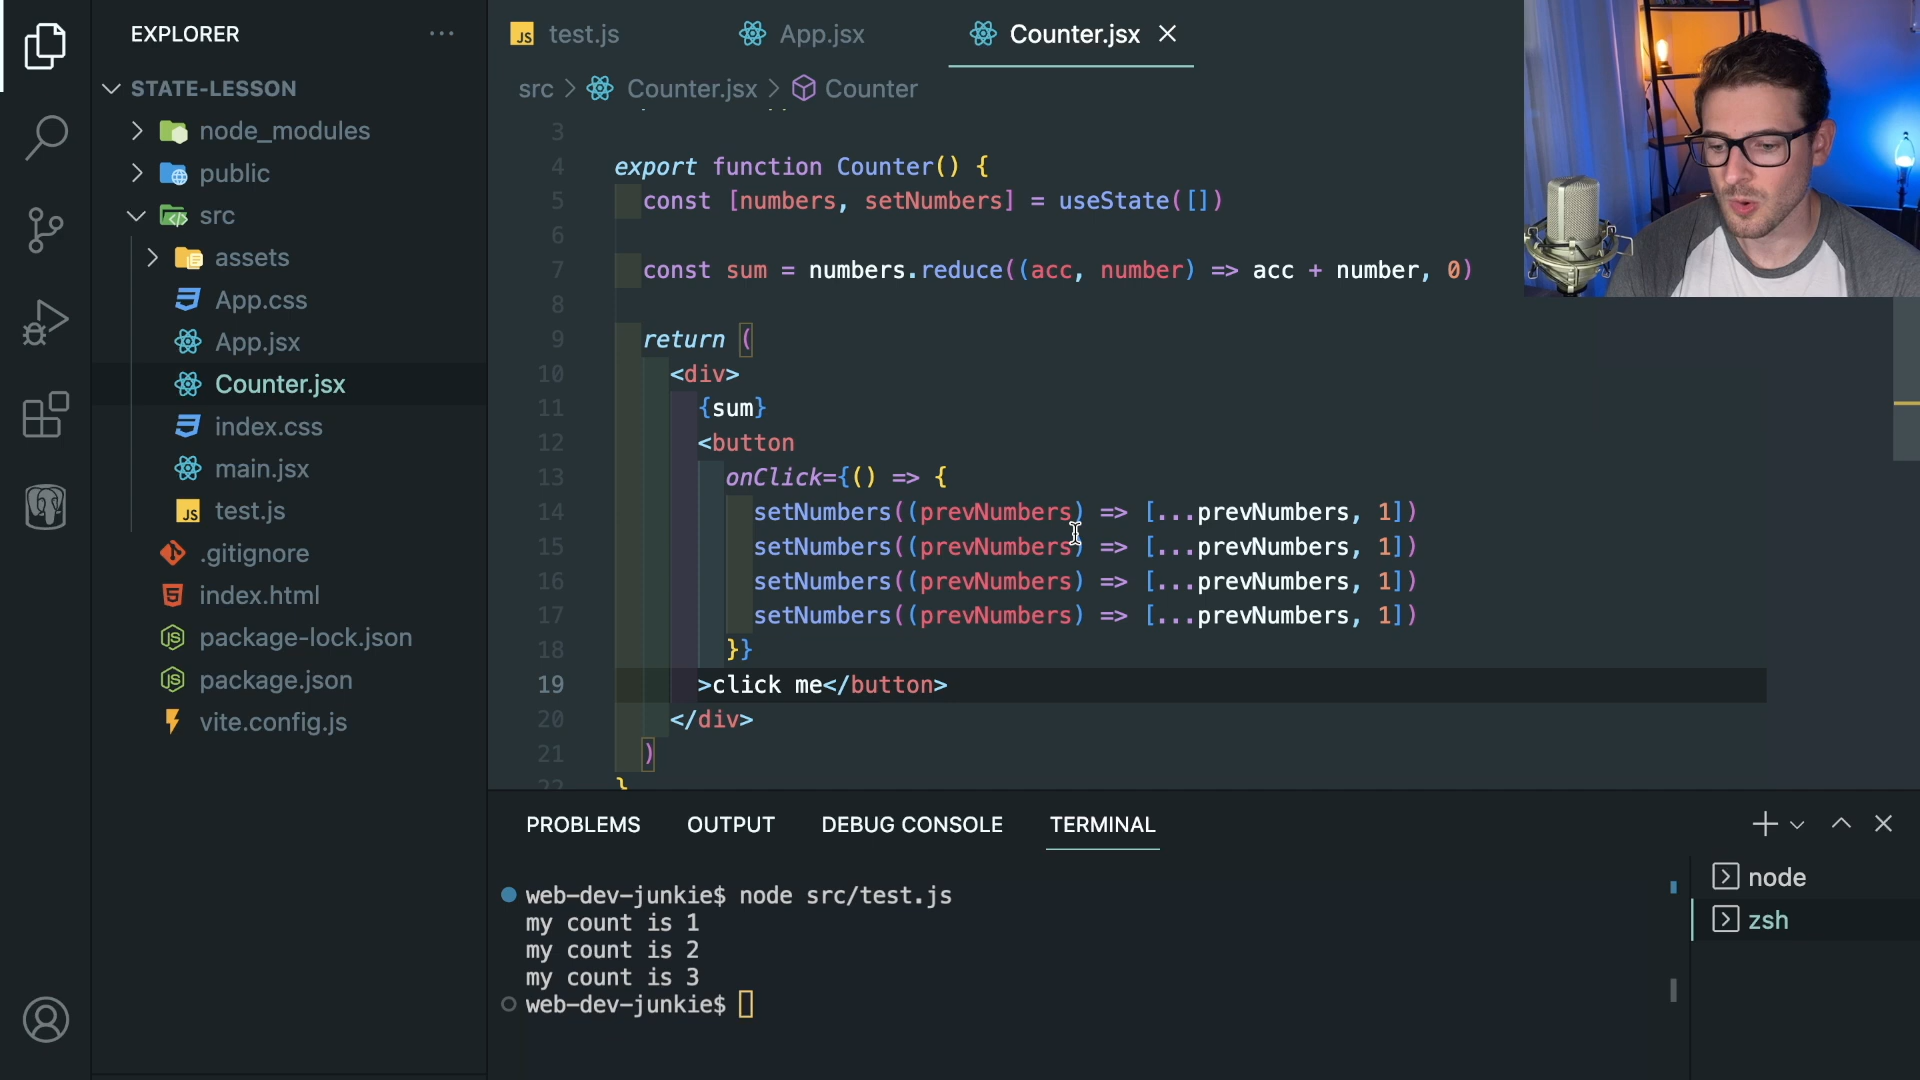 EXPLORER
STATE-LESSON
node_modules
public
src
assets
App.css
App.jsx
Counter.jsx
index.css
main.jsx
JS test.js
.gitignore
index.html
package-lock.json
package.json
vite.config.js
JS test.js
App.jsx
Counter.jsx
src > Counter.jsx > Counter
3
4 export function Counter() {
5 const [numbers, setNumbers] = useState([])
6
7 const sum = numbers.reduce((acc, number) => acc + number, 0)
8
9 return (
10 <div>
11 {sum}
12 <button
13 onClick={() => {
14 setNumbers((prevNumbers) => [...prevNumbers, 1])
15 setNumbers((prevNumbers) => [...prevNumbers, 1])
16 setNumbers((prevNumbers) => [...prevNumbers, 1])
17 setNumbers((prevNumbers) => [...prevNumbers, 1])
18 }}
19 >click me</button>
20 </div>
21 )
22 }
PROBLEMS OUTPUT DEBUG CONSOLE TERMINAL
web-dev-junkie$ node src/test.js
my count is 1
my count is 2
my count is 3
web-dev-junkie$
node
zsh